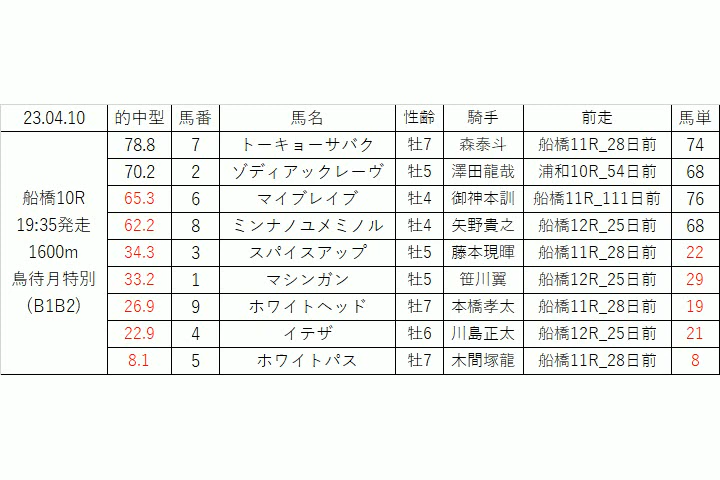 23.04.10 的中型 馬番 馬名 性齢 騎手 前走 馬単
船橋10R
19:35発走
1600m
鳥待月特別
（B1B2）
78.8 7 トーキョーサバク 牡7 森泰斗 船橋11R_28日前 74
70.2 2 ゾディアックレーヴ 牡5 澤田龍哉 浦和10R_54日前 68
65.3 6 マイブレイブ 牡4 御神本訓 船橋11R_111日前 76
62.2 8 ミンナノユメミノル 牡4 矢野貴之 船橋12R_25日前 68
34.3 3 スパイスアップ 牡5 藤本現暉 船橋11R_28日前 22
33.2 1 マシンガン 牡5 笹川翼 船橋12R_25日前 29
26.9 9 ホワイトヘッド 牡7 本橋孝太 船橋11R_28日前 19
22.9 4 イテザ 牡6 川島正太 船橋12R_25日前 21
8.1 5 ホワイトパス 牡7 木間塚龍 船橋11R_28日前 8